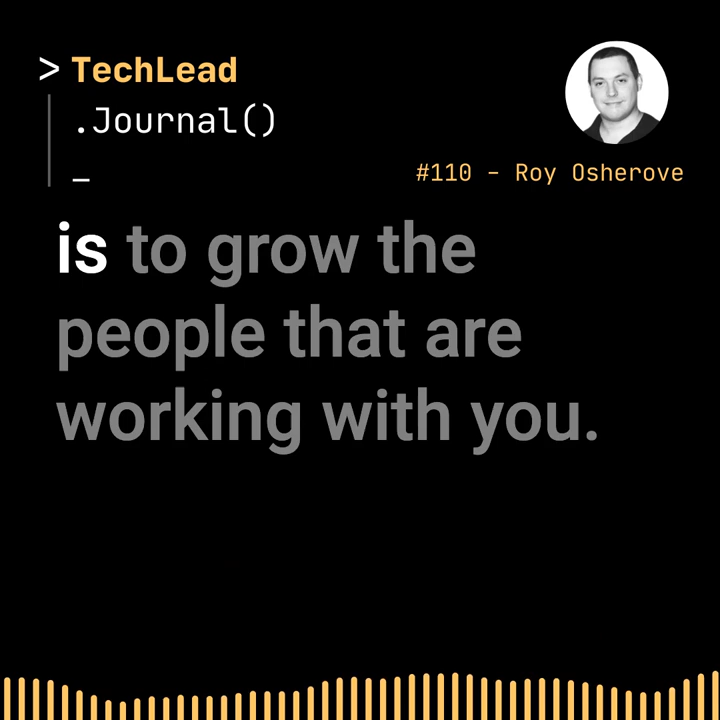 > TechLead
.Journal()
_
#110 - Roy Osherove
is to grow the
people that are
working with you.